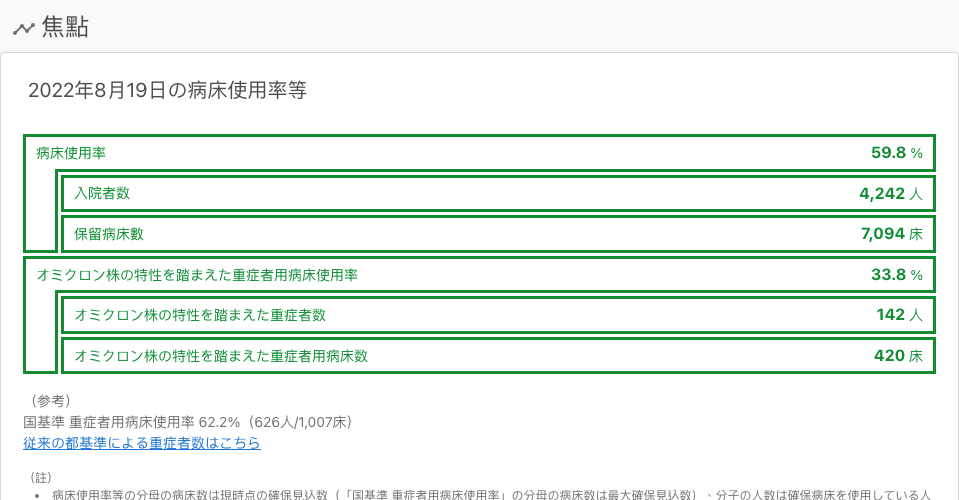 焦點
2022年8月19日の病床使用率等
病床使用率 59.8 %
入院者数 4,242 人
保留病床數 7,094 床
オミクロン株の特性を踏まえた重症者用病床使用率 33.8 %
オミクロン株の特性を踏まえた重症者数 142 人
オミクロン株の特性を踏まえた重症者用病床数 420 床
（参考）
国基準 重症者用病床使用率 62.2%（626人/1,007床）
従来の都基準による重症者数はこちら
（註）
• 病床使用率等の分母の病床数は現時点の確保見込数（「国基準 重症者用病床使用率」の分母の病床数は最大確保見込数）、分子の人数は確保病床を使用している人